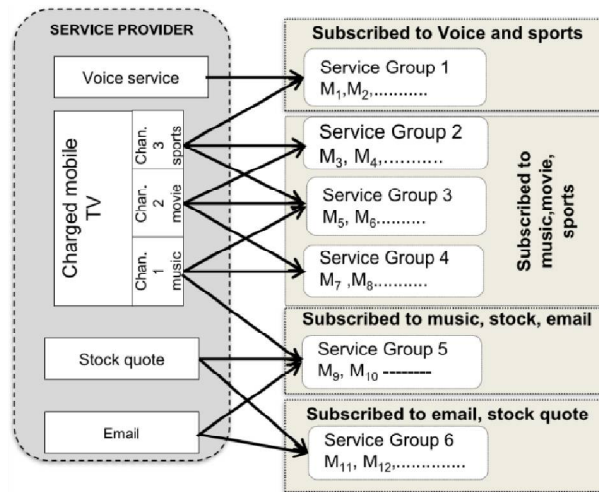 SERVICE PROVIDER
Voice service
Charged mobile
TV
Chan.
3
sports
Chan.
2
movie
Chan.
1
music
Stock quote
Email
Subscribed to Voice and sports
Service Group 1
M₁,M₂,...........
Service Group 2
M₃, M₄,...........
Service Group 3
M₅, M₆..........
Service Group 4
M₇ ,M₈..........
Subscribed to
music,movie,
sports
Subscribed to music, stock, email
Service Group 5
M₉, M₁₀ --------
Subscribed to email, stock quote
Service Group 6
M₁₁, M₁₂,..............